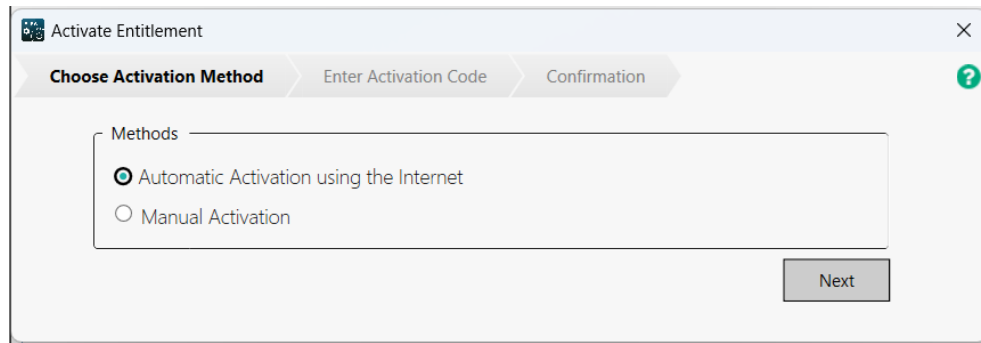 Activate Entitlement
Choose Activation Method Enter Activation Code Confirmation ?
Methods
Automatic Activation using the Internet
Manual Activation
Next